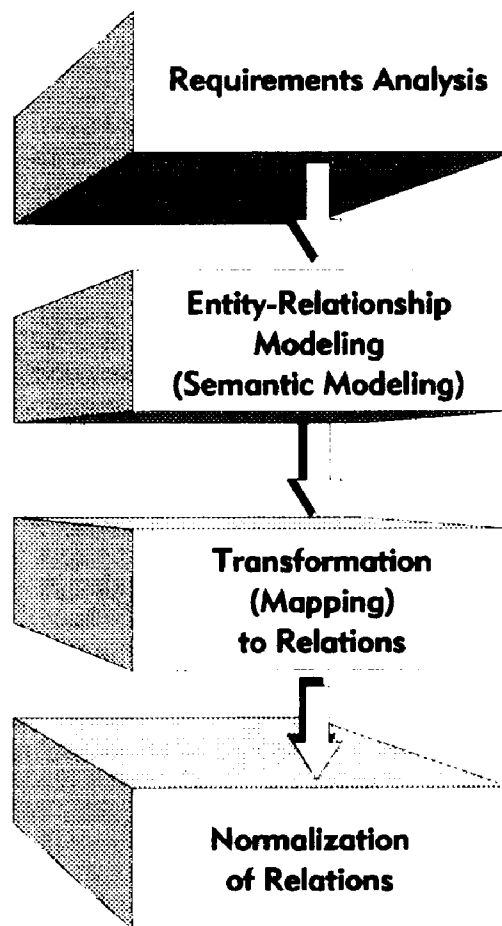 Requirements Analysis
Entity-Relationship
Modeling
(Semantic Modeling)
Transformation
(Mapping)
to Relations
Normalization
of Relations